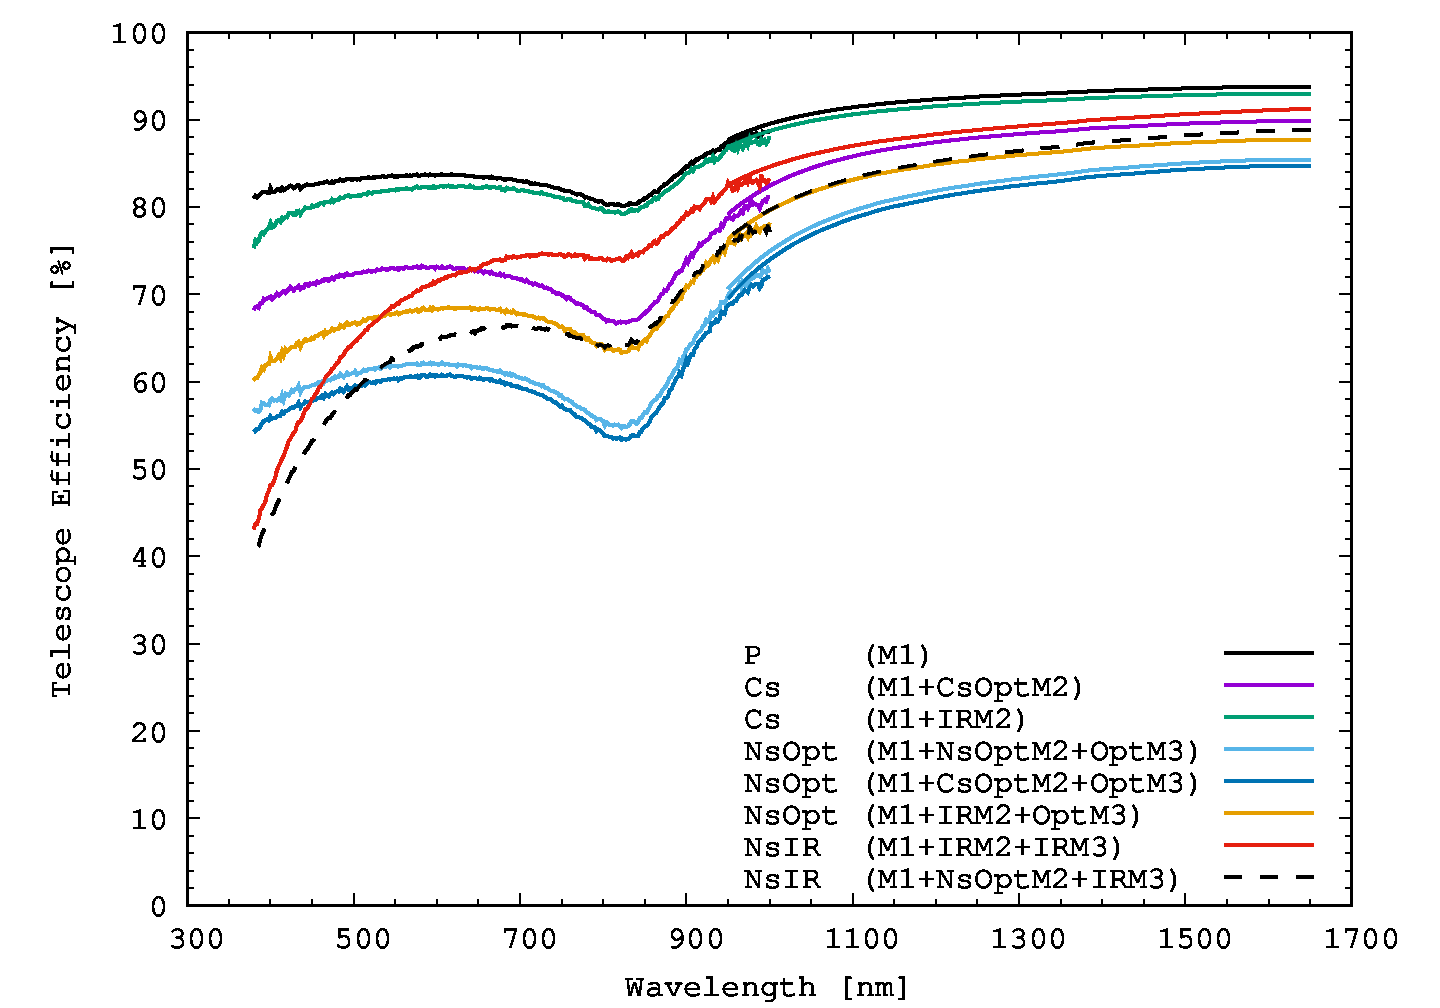 100
90
80
70
60
50
40
30
20
10
0
Telescope Efficiency [%]
P (M1)
Cs (M1+CsOptM2)
Cs (M1+IRM2)
NsOpt (M1+NsOptM2+OptM3)
NsOpt (M1+CsOptM2+OptM3)
NsOpt (M1+IRM2+OptM3)
NsIR (M1+IRM2+IRM3)
NsIR (M1+NsOptM2+IRM3)
300 500 700 900 1100 1300 1500 1700
Wavelength [nm]